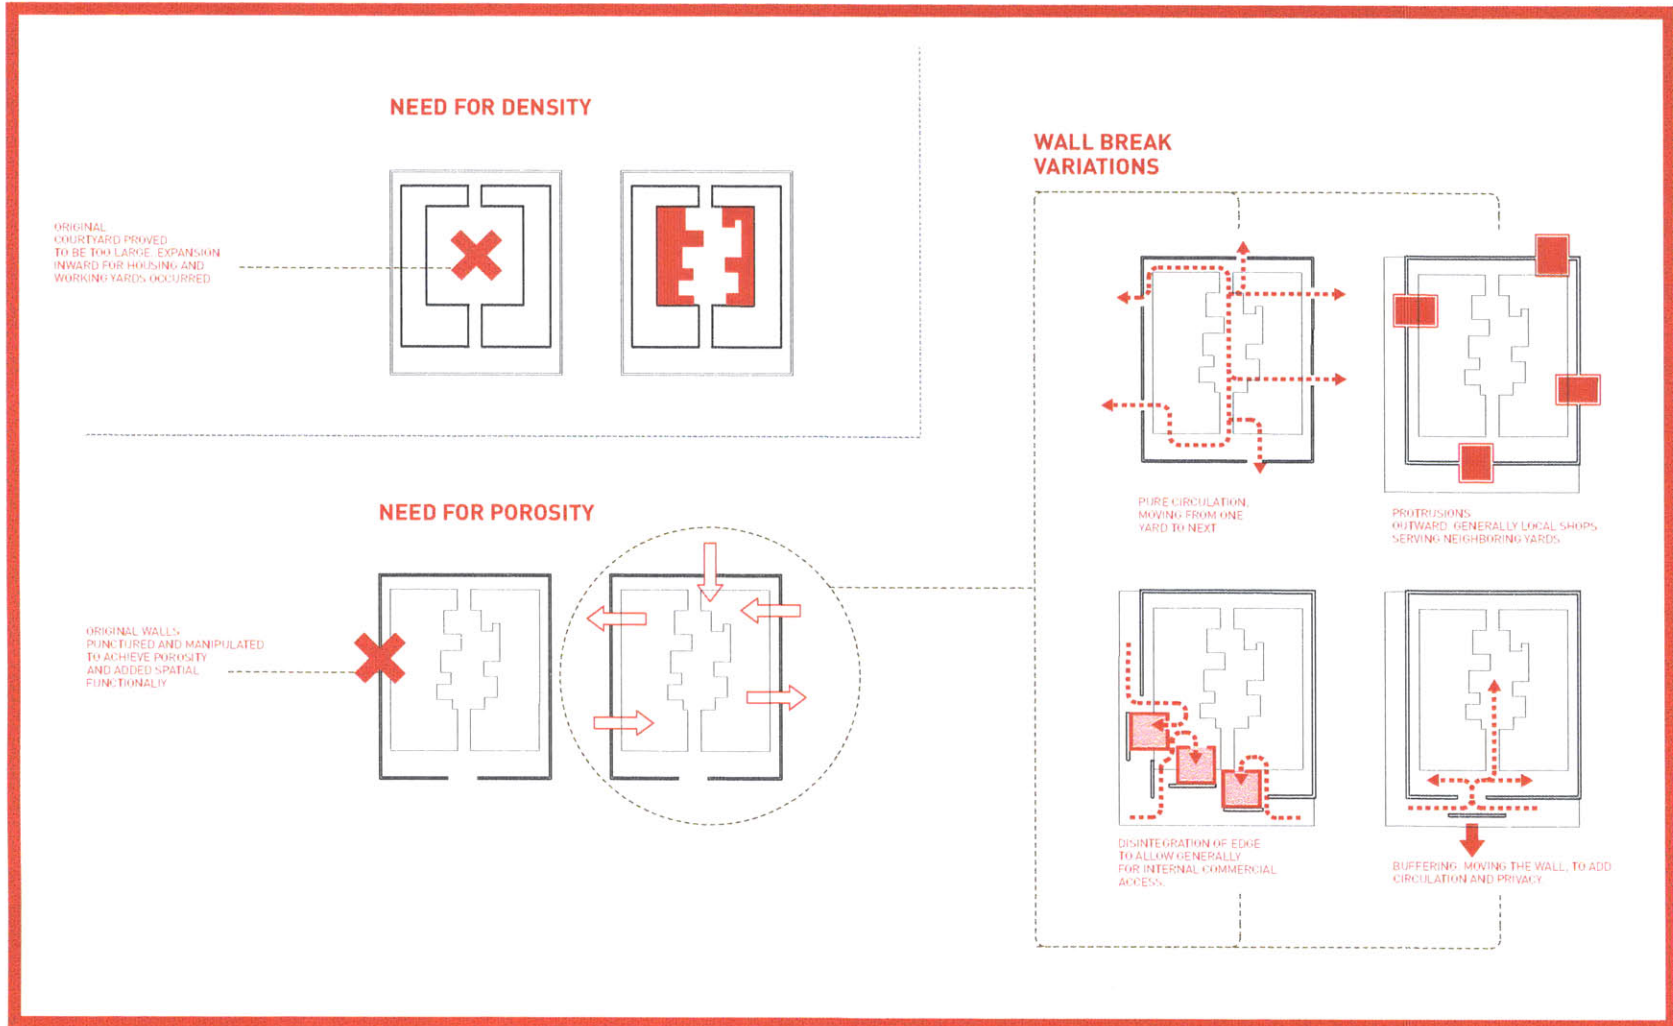 NEED FOR DENSITY
ORIGINAL
COURTYARD PROVED
TO BE TOO LARGE. EXPANSION
INWARD FOR HOUSING AND
WORKING YARDS OCCURRED
NEED FOR POROSITY
ORIGINAL WALLS
PUNCTURED AND MANIPULATED
TO ACHIEVE POROSITY
AND ADDED SPATIAL
FUNCTIONALIY
WALL BREAK
VARIATIONS
PURE CIRCULATION,
MOVING FROM ONE
YARD TO NEXT
PROTRUSIONS
OUTWARD. GENERALLY LOCAL SHOPS
SERVING NEIGHBORING YARDS
DISINTEGRATION OF EDGE
TO ALLOW GENERALLY
FOR INTERNAL COMMERCIAL
ACCESS.
BUFFERING. MOVING THE WALL, TO ADD
CIRCULATION AND PRIVACY